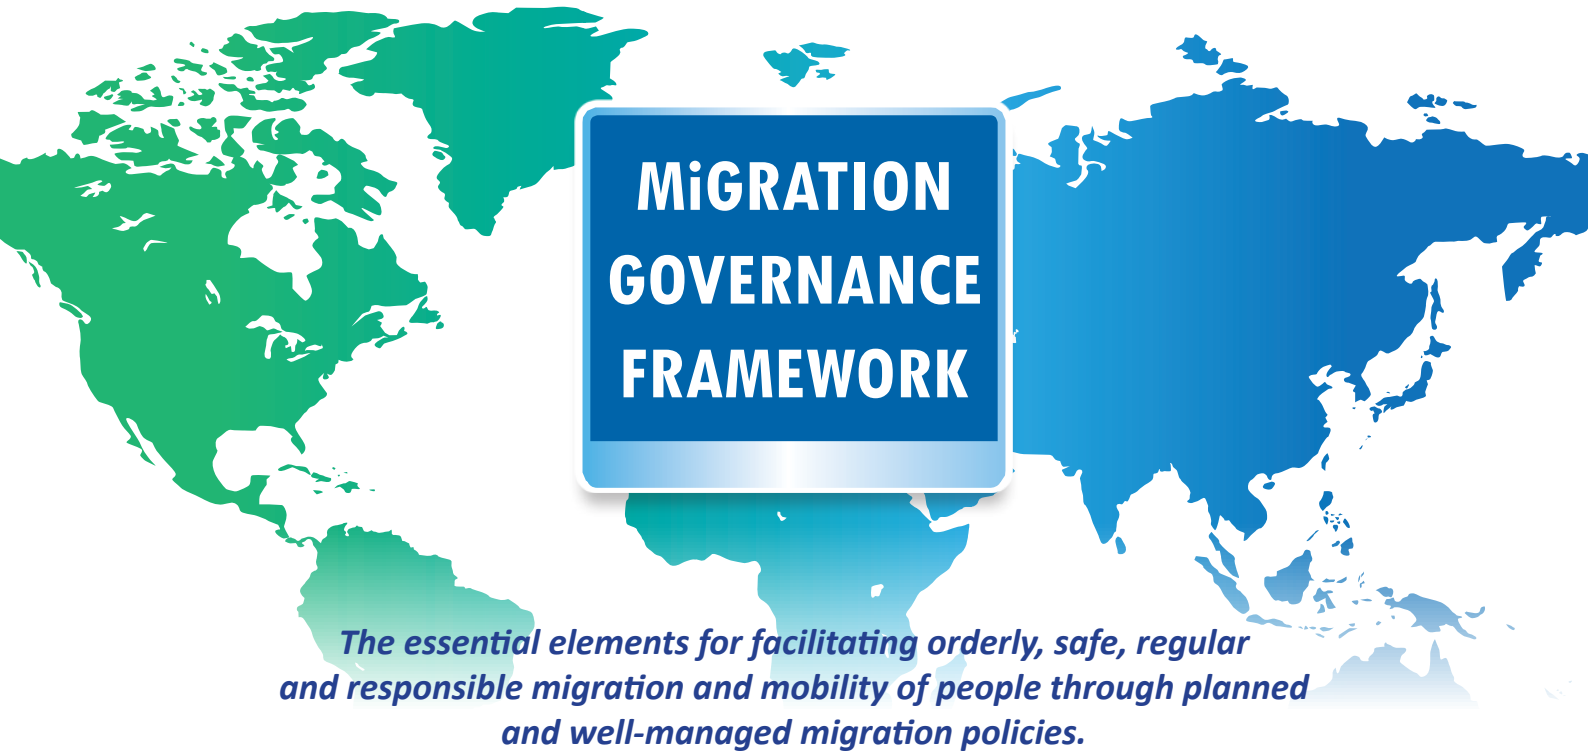 MiGRATION
GOVERNANCE
FRAMEWORK
The essential elements for facilitating orderly, safe, regular
and responsible migration and mobility of people through planned
and well-managed migration policies.